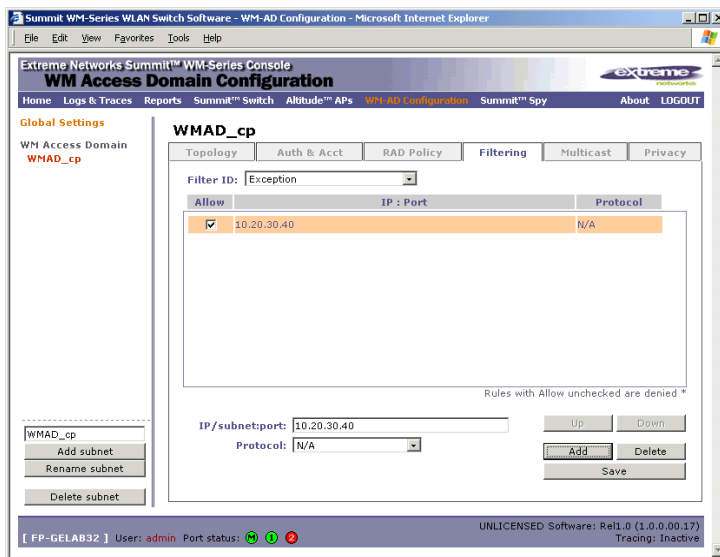 Summit WM-Series WLAN Switch Software - WM-AD Configuration - Microsoft Internet Explorer
File Edit View Favorites Tools Help
Extreme Networks Summit™ WM-Series Console
WM Access Domain Configuration
extreme
networks
Home Logs & Traces Reports Summit™ Switch Altitude™ APs WM-AD Configuration Summit™ Spy About LOGOUT
Global Settings
WM Access Domain
WMAD_cp
WMAD_cp
Topology Auth & Acct RAD Policy Filtering Multicast Privacy
Filter ID: Exception
Allow IP : Port Protocol
10.20.30.40 N/A
Rules with Allow unchecked are denied *
IP/subnet:port: 10.20.30.40
Protocol: N/A
Up Down
Add Delete
Save
WMAD_cp
Add subnet
Rename subnet
Delete subnet
[ FP-GELAB32 ] User: admin Port status: M 1 2
UNLICENSED Software: Rel1.0 (1.0.0.00.17)
Tracing: Inactive